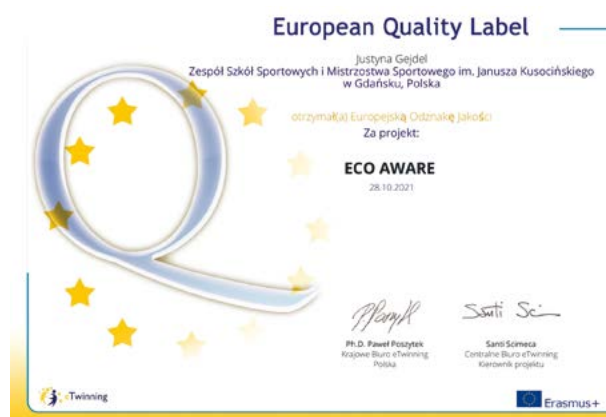 European Quality Label
Justyna Gejdel
Zespół Szkół Sportowych i Mistrzostwa Sportowego im. Janusza Kusocińskiego
w Gdańsku, Polska
otrzymał(a) Europejską Odznakę Jakości
Za projekt:
ECO AWARE
28.10.2021
Ph.D. Paweł Poszytek
Krajowe Biuro eTwinning
Polska
Santi Scimeca
Centralne Biuro eTwinning
Kierownik projektu
eTwinning
Erasmus+